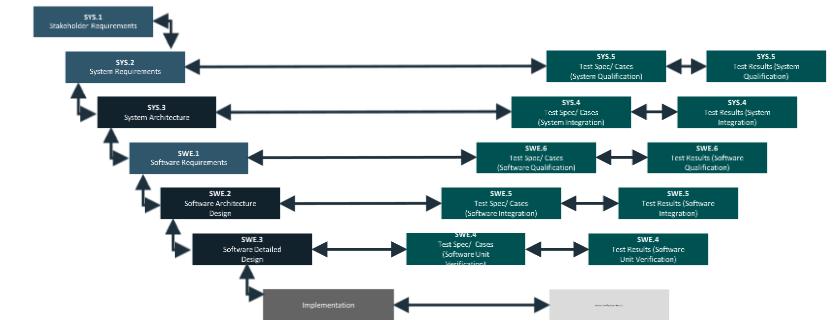 SYS.1
Stakeholder Requirements
SYS.2
System Requirements
SYS.5
Test Spec/ Cases
(System Qualification)
SYS.5
Test Results (System
Qualification)
SYS.3
System Architecture
SYS.4
Test Spec/ Cases
(System Integration)
SYS.4
Test Results (System
Integration)
SWE.1
Software Requirements
SWE.6
Test Spec/ Cases
(Software Qualification)
SWE.6
Test Results (Software
Qualification)
SWE.2
Software Architecture
Design
SWE.5
Test Spec/ Cases
(Software Integration)
SWE.5
Test Results (Software
Integration)
SWE.3
Software Detailed
Design
SWE.4
Test Spec/ Cases
(Software Unit
Verification)
SWE.4
Test Results (Software
Unit Verification)
Implementation